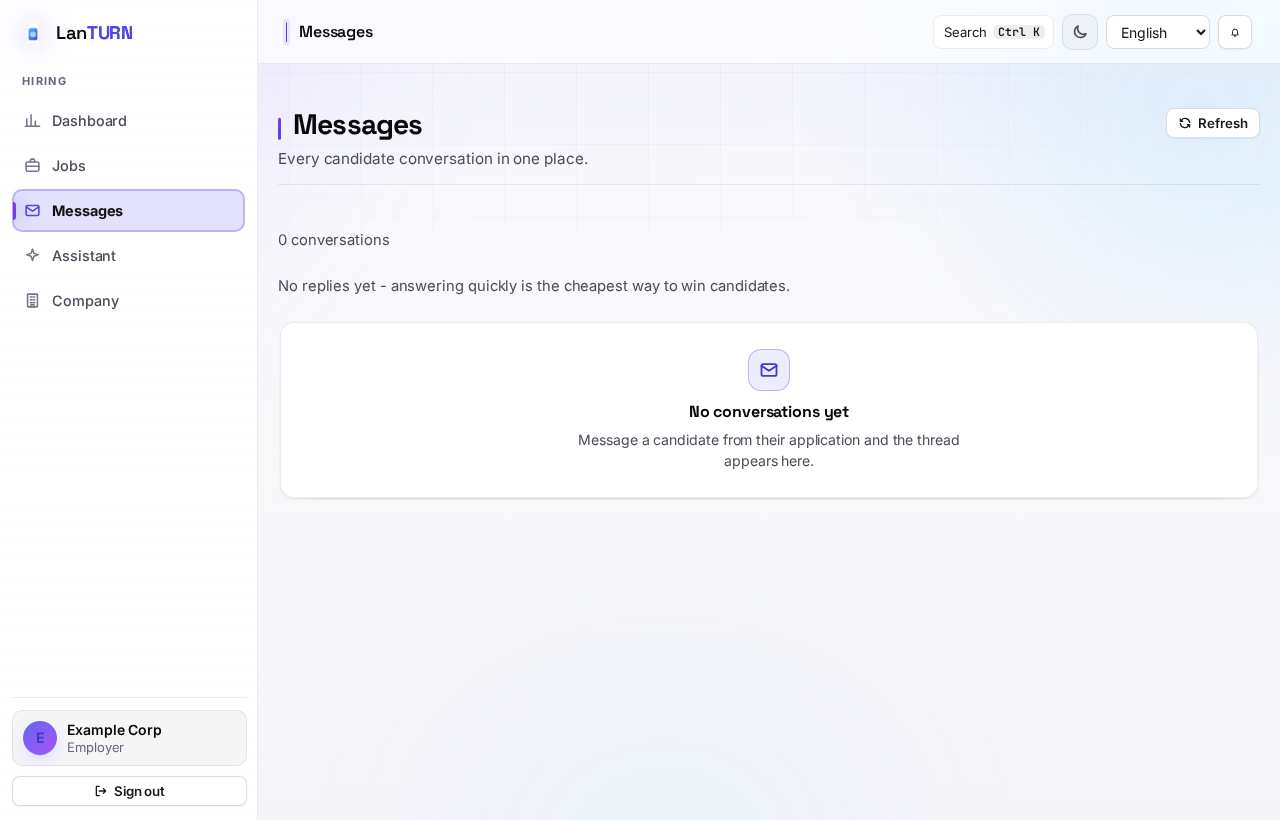 LanTURN
HIRING
Dashboard
Jobs
Messages
Assistant
Company
Example Corp
E
Employer
Sign out
Messages
Search Ctrl K
English
Messages
Refresh
Every candidate conversation in one place.
0 conversations
No replies yet - answering quickly is the cheapest way to win candidates.
No conversations yet
Message a candidate from their application and the thread
appears here.